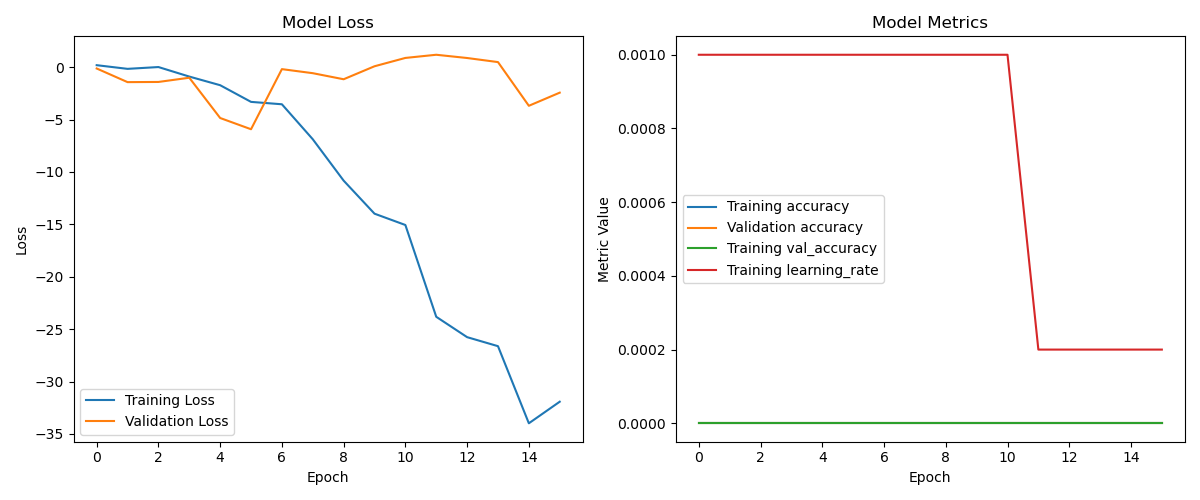 Model Loss
0
−5
−10
−15
−20
−25
−30
−35
Loss
Training Loss
Validation Loss
0 2 4 6 8 10 12 14
Epoch
Model Metrics
0.0010
0.0008
0.0006
0.0004
0.0002
0.0000
Metric Value
Training accuracy
Validation accuracy
Training val_accuracy
Training learning_rate
0 2 4 6 8 10 12 14
Epoch